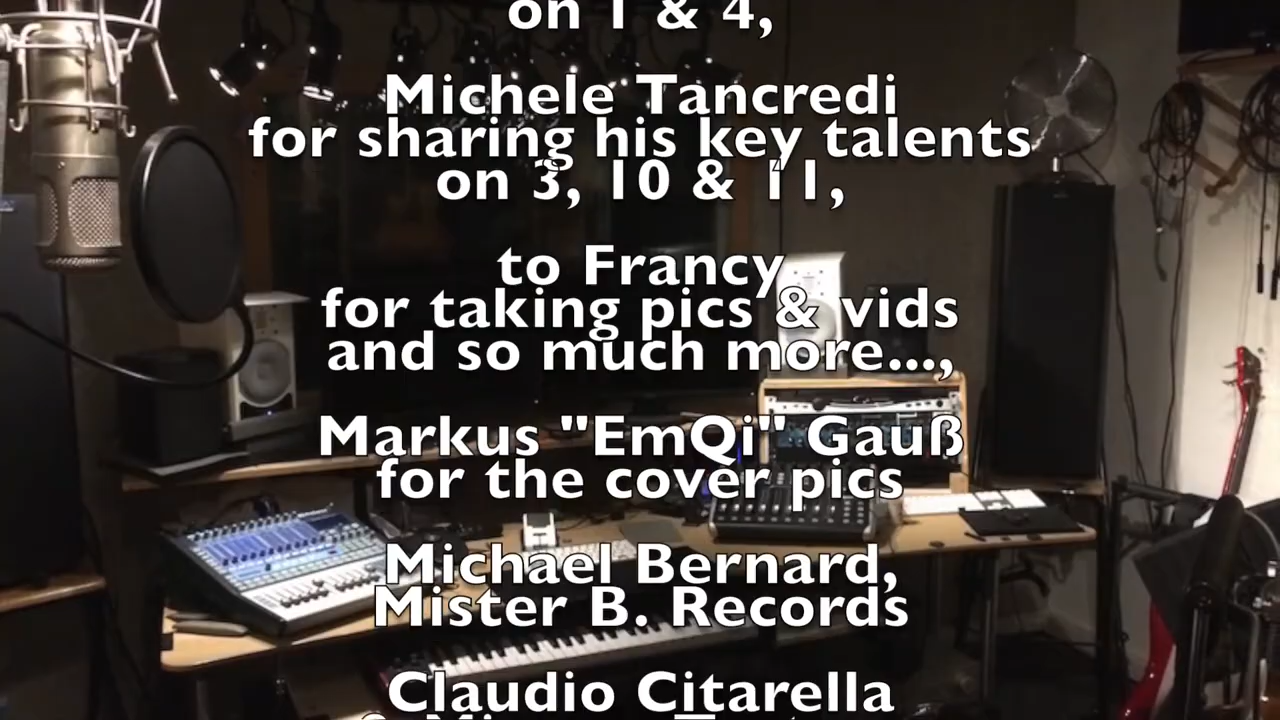 on 1 & 4,
Michele Tancredi
for sharing his key talents
on 3, 10 & 11,
to Francy
for taking pics & vids
and so much more...,
Markus "EmQi" Gauß
for the cover pics
Michael Bernard,
Mister B. Records
Claudio Citarella